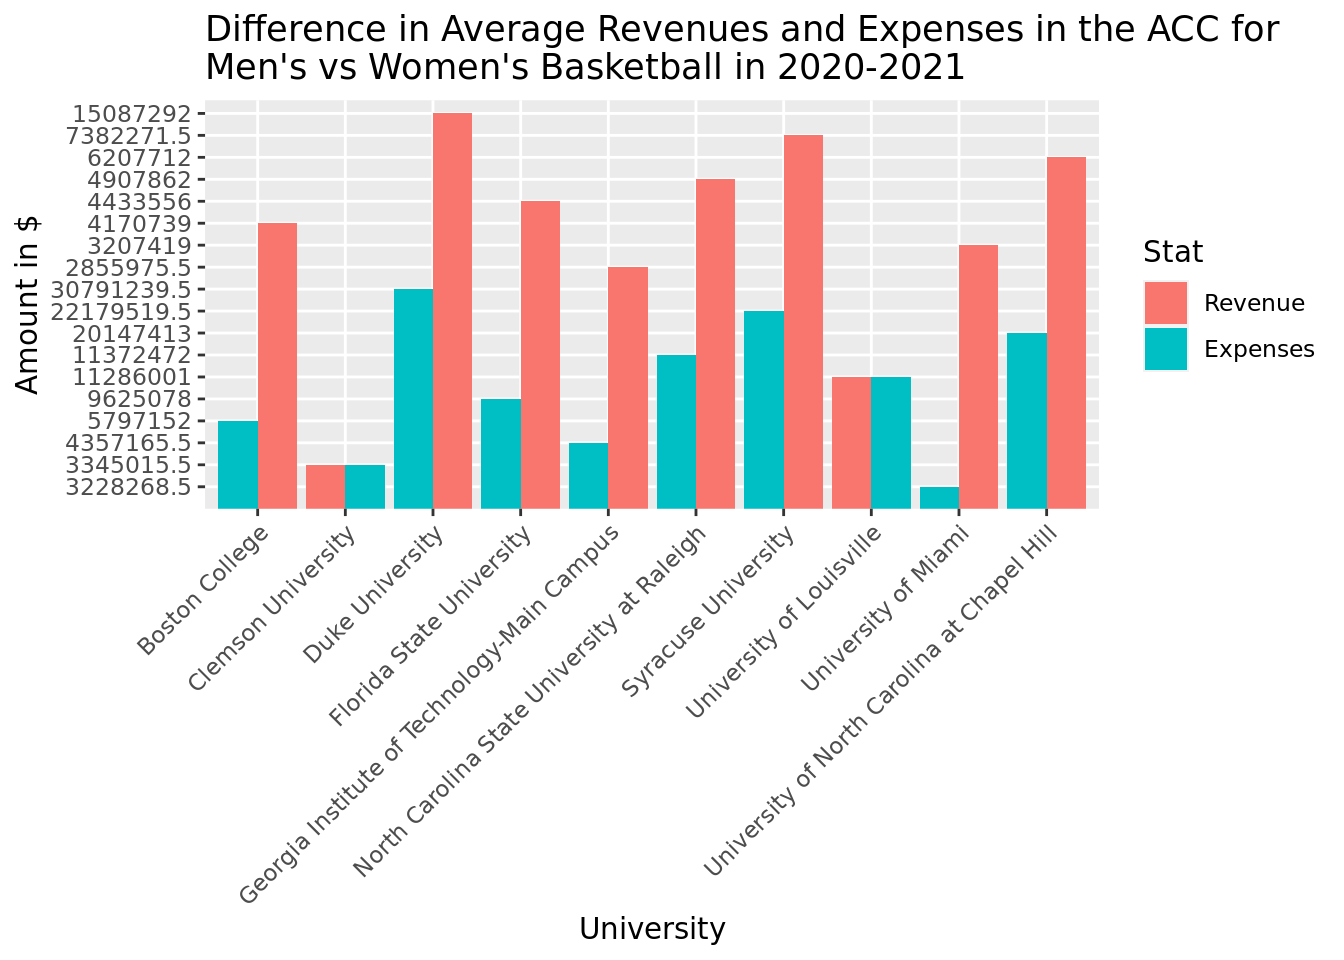 Difference in Average Revenues and Expenses in the ACC for
Men's vs Women's Basketball in 2020-2021
Amount in $
15087292
7382271.5
6207712
4907862
4433556
4170739
3207419
2855975.5
30791239.5
22179519.5
20147413
11372472
11286001
9625078
5797152
4357165.5
3345015.5
3228268.5
Stat
Revenue
Expenses
Boston College
Clemson University
Duke University
Florida State University
Georgia Institute of Technology-Main Campus
North Carolina State University at Raleigh
Syracuse University
University of Louisville
University of Miami
University of North Carolina at Chapel Hill
University